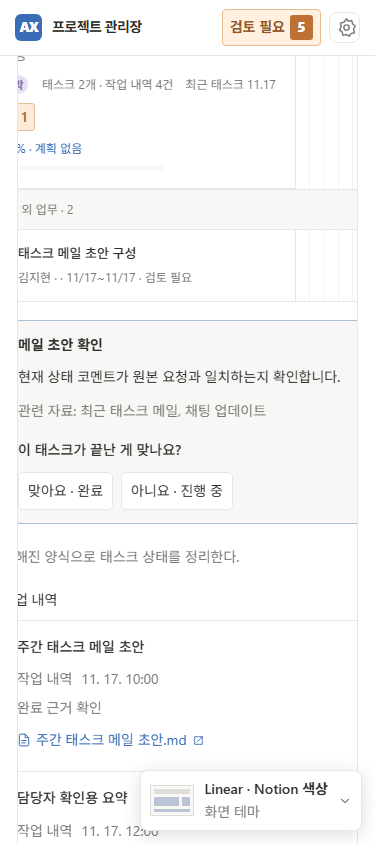 AX 프로젝트 관리장 검토 필요 5
태스크 2개 · 작업 내역 4건 최근 태스크 11.17
1
% · 계획 없음
외 업무 · 2
태스크 메일 초안 구성
김지현 · · 11/17~11/17 · 검토 필요
메일 초안 확인
현재 상태 코멘트가 원본 요청과 일치하는지 확인합니다.
관련 자료: 최근 태스크 메일, 채팅 업데이트
이 태스크가 끝난 게 맞나요?
맞아요 · 완료 아니요 · 진행 중
해진 양식으로 태스크 상태를 정리한다.
업 내역
주간 태스크 메일 초안
작업 내역 11. 17. 10:00
완료 근거 확인
주간 태스크 메일 초안.md
담당자 확인용 요약
작업 내역 11. 17. 12:00
Linear · Notion 색상
화면 테마